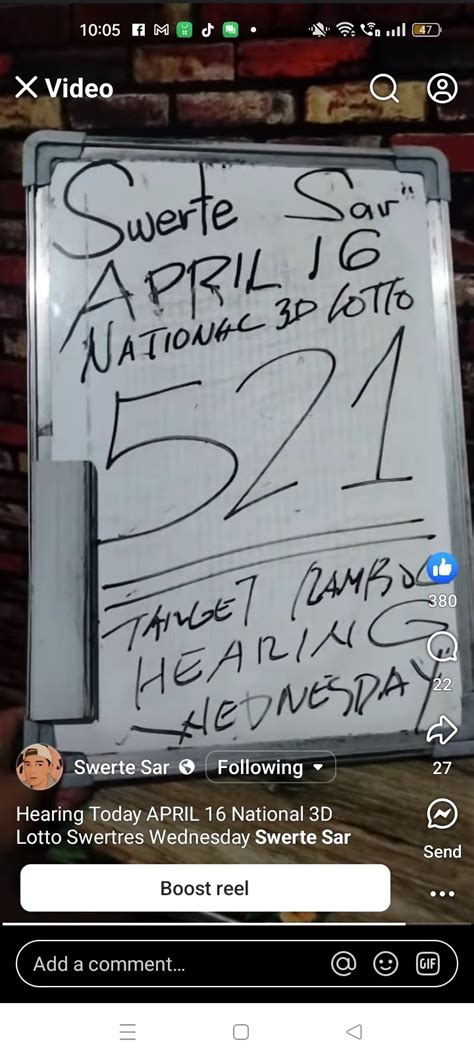 10:05
47
Video
Swerte Sar"
APRIL 16
NATIONAL 3D LOTTO
521
TARGET RAMBOL
HEARING
WEDNESDAY
380
22
27
Swerte Sar
Following
Hearing Today APRIL 16 National 3D
Lotto Swertres Wednesday Swerte Sar
Send
Boost reel
Add a comment...
GIF